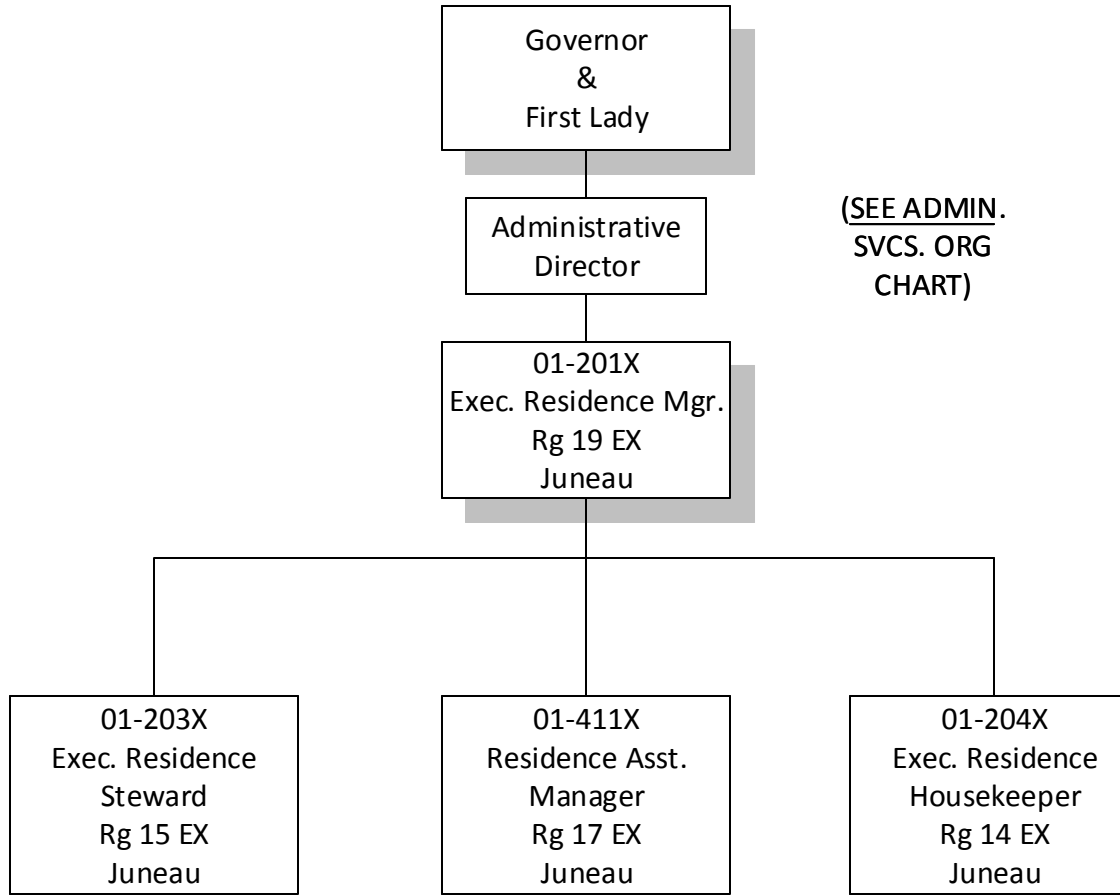 Governor
&
First Lady
Administrative
Director
(SEE ADMIN.
SVCS. ORG
CHART)
01-201X
Exec. Residence Mgr.
Rg 19 EX
Juneau
01-203X
Exec. Residence
Steward
Rg 15 EX
Juneau
01-411X
Residence Asst.
Manager
Rg 17 EX
Juneau
01-204X
Exec. Residence
Housekeeper
Rg 14 EX
Juneau